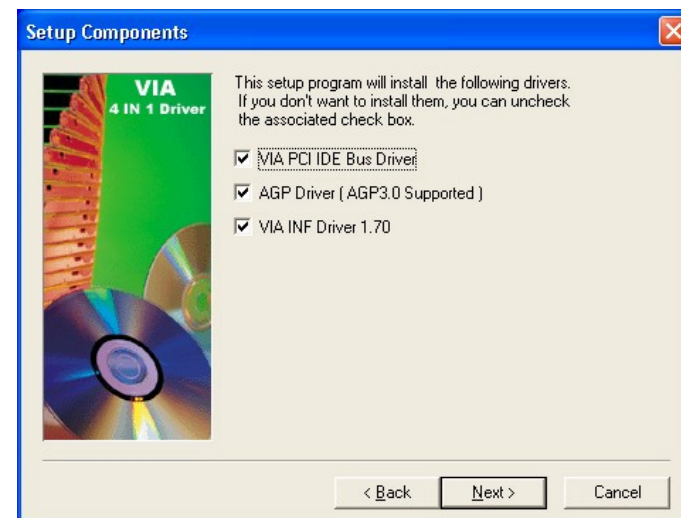 Setup Components
VIA
4 IN 1 Driver
This setup program will install the following drivers.
If you don't want to install them, you can uncheck
the associated check box.
VIA PCI IDE Bus Driver
AGP Driver ( AGP3.0 Supported )
VIA INF Driver 1.70
< Back
Next >
Cancel